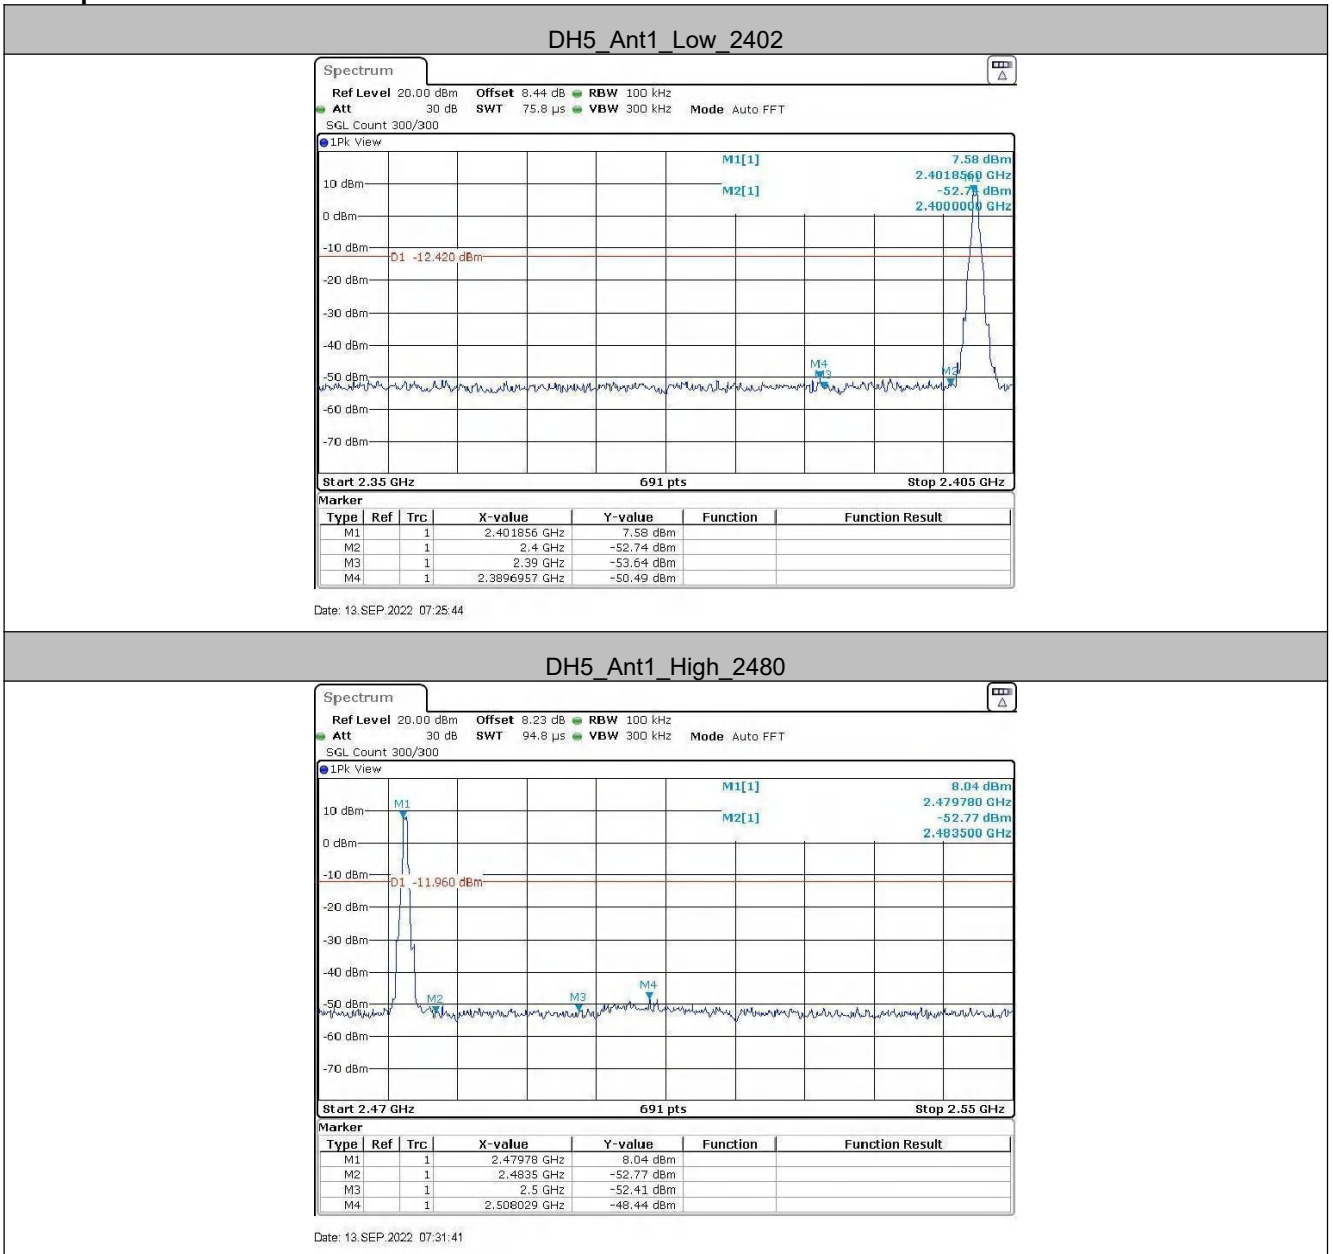 DH5_Ant1_Low_2402
Spectrum
Ref Level 20.00 dBm Offset 8.44 dB RBW 100 kHz
Att 30 dB SWT 75.8 µs VBW 300 kHz Mode Auto FFT
SGL Count 300/300
1Pk View
M1[1] 7.58 dBm
2.4018560 GHz
M2[1] -52.74 dBm
2.4000000 GHz
M1
10 dBm
0 dBm
-10 dBm
D1 -12.420 dBm
-20 dBm
-30 dBm
-40 dBm
M4
M3
M2
-50 dBm
-60 dBm
-70 dBm
Start 2.35 GHz 691 pts Stop 2.405 GHz
Marker
Type Ref Trc X-value Y-value Function Function Result
M1 1 2.401856 GHz 7.58 dBm
M2 1 2.4 GHz -52.74 dBm
M3 1 2.39 GHz -53.64 dBm
M4 1 2.3896957 GHz -50.49 dBm
Date: 13.SEP.2022 07:25:44
DH5_Ant1_High_2480
Spectrum
Ref Level 20.00 dBm Offset 8.23 dB RBW 100 kHz
Att 30 dB SWT 94.8 µs VBW 300 kHz Mode Auto FFT
SGL Count 300/300
1Pk View
M1[1] 8.04 dBm
2.479780 GHz
M2[1] -52.77 dBm
2.483500 GHz
M1
10 dBm
0 dBm
-10 dBm
D1 -11.960 dBm
-20 dBm
-30 dBm
-40 dBm
M2 M3 M4
-50 dBm
-60 dBm
-70 dBm
Start 2.47 GHz 691 pts Stop 2.55 GHz
Marker
Type Ref Trc X-value Y-value Function Function Result
M1 1 2.47978 GHz 8.04 dBm
M2 1 2.4835 GHz -52.77 dBm
M3 1 2.5 GHz -52.41 dBm
M4 1 2.508029 GHz -48.44 dBm
Date: 13.SEP.2022 07:31:41